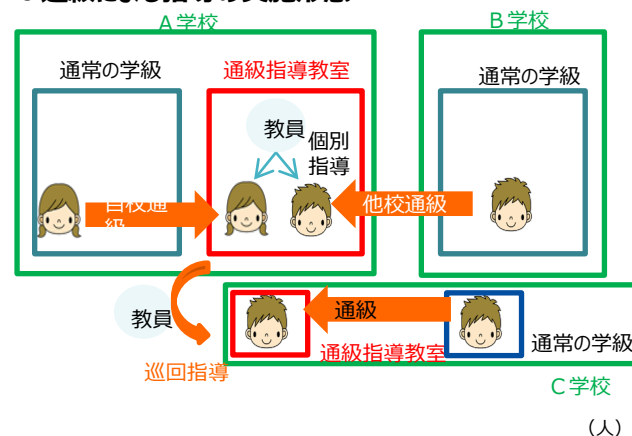 A学校
B学校
通常の学級
通級指導教室
通常の学級
教員
個別
指導
自校通
級
他校通級
教員
通級
通級指導教室
通常の学級
巡回指導
C学校
（人）